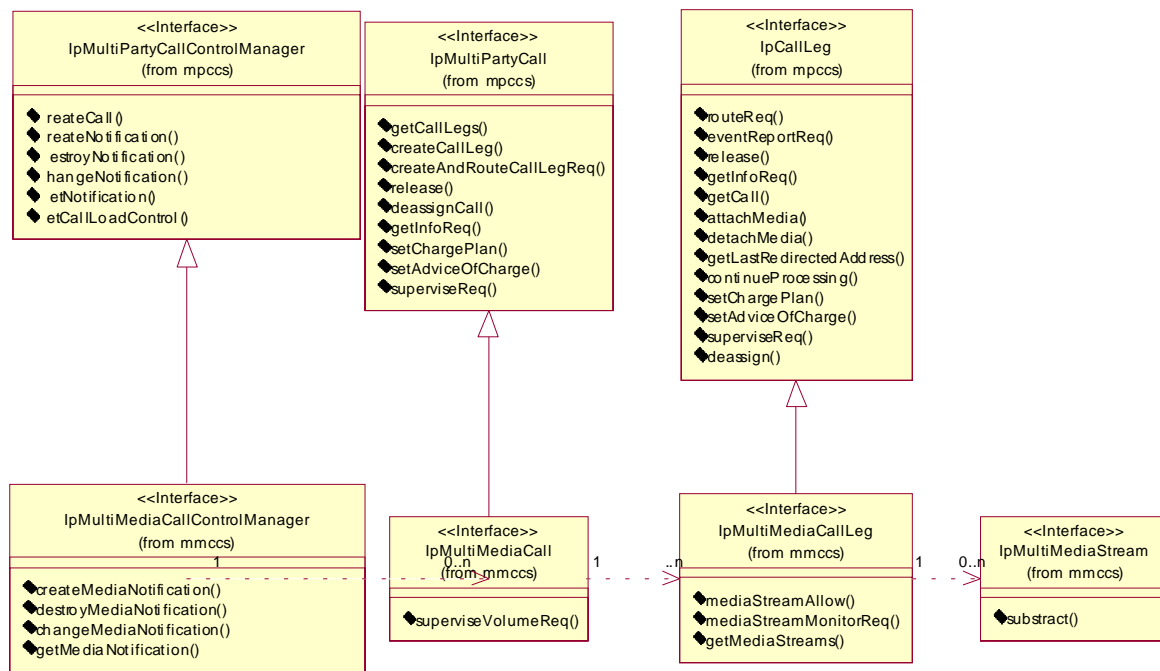 <<Interface>>
IpMultiPartyCallControlManager
(from mpccs)
reateCall()
reateNotification()
estroyNotification()
hangeNotification()
etNotification()
etCallLoadControl()
<<Interface>>
IpMultiPartyCall
(from mpccs)
getCallLegs()
createCallLeg()
createAndRouteCallLegReq()
release()
deassignCall()
getInfoReq()
setChargePlan()
setAdviceOfCharge()
superviseReq()
<<Interface>>
IpCallLeg
(from mpccs)
routeReq()
eventReportReq()
release()
getInfoReq()
getCall()
attachMedia()
detachMedia()
getLastRedirectedAddress()
continueProcessing()
setChargePlan()
setAdviceOfCharge()
superviseReq()
deassign()
<<Interface>>
IpMultiMediaCallControlManager
(from mmccs)
createMediaNotification()
destroyMediaNotification()
changeMediaNotification()
getMediaNotification()
1
0..n
<<Interface>>
IpMultiMediaCall
(from mmccs)
superviseVolumeReq()
1
..n
<<Interface>>
IpMultiMediaCallLeg
(from mmccs)
mediaStreamAllow()
mediaStreamMonitorReq()
getMediaStreams()
1
0..n
<<Interface>>
IpMultiMediaStream
(from mmccs)
substract()